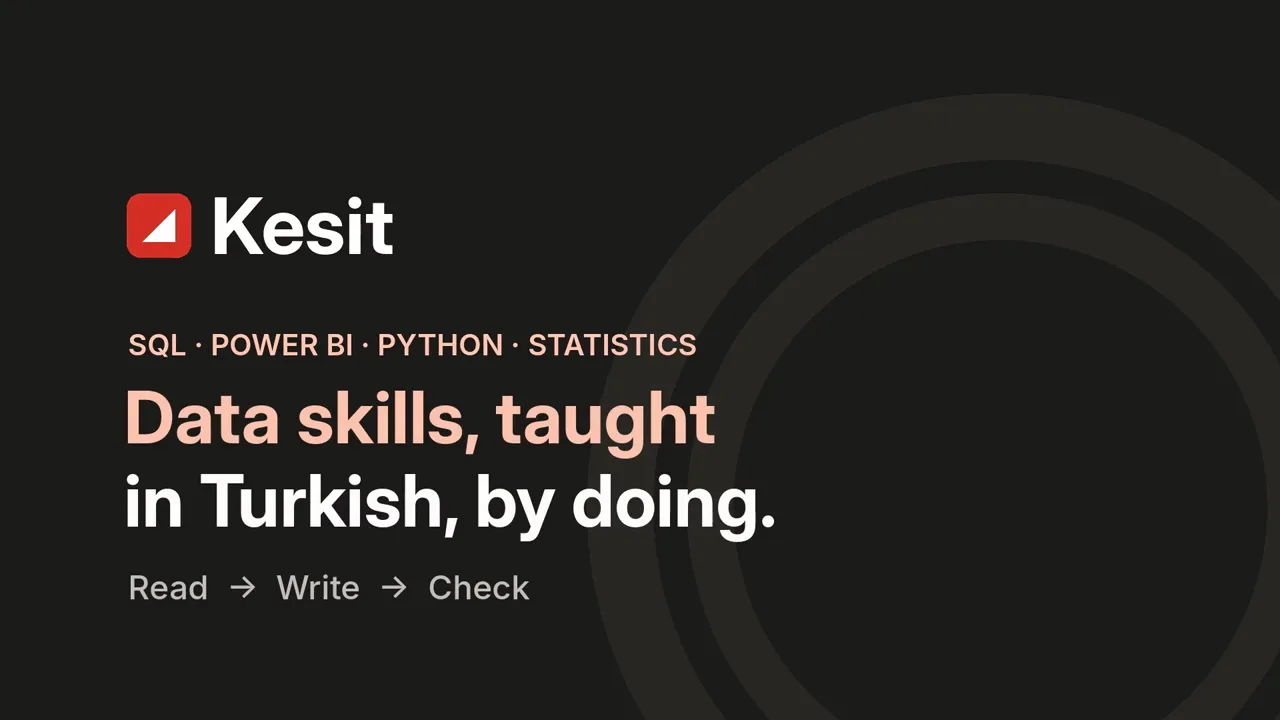 Kesit
SQL · POWER BI · PYTHON · STATISTICS
Data skills, taught
in Turkish, by doing.
Read → Write → Check